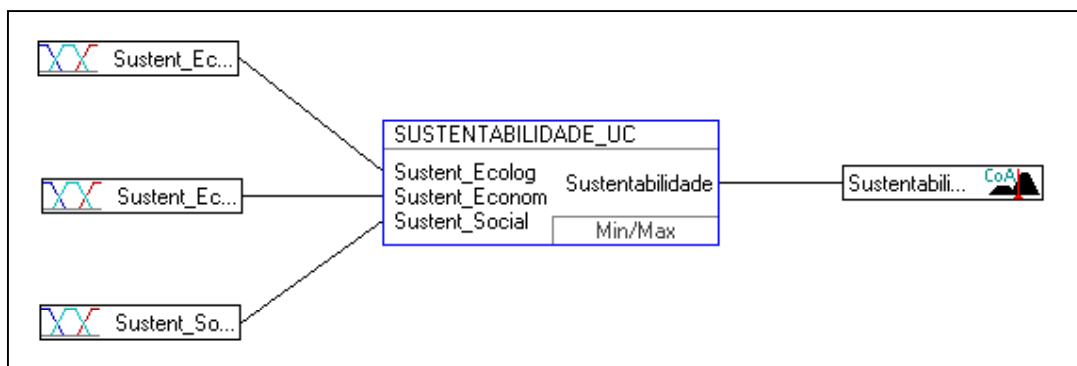 Sustent_Ec...
SUSTENTABILIDADE_UC
Sustent_Ecolog
Sustent_Econom
Sustent_Social
Sustentabilidade
Min/Max
Sustent_Ec...
Sustentabili...
CoA
Sustent_So...